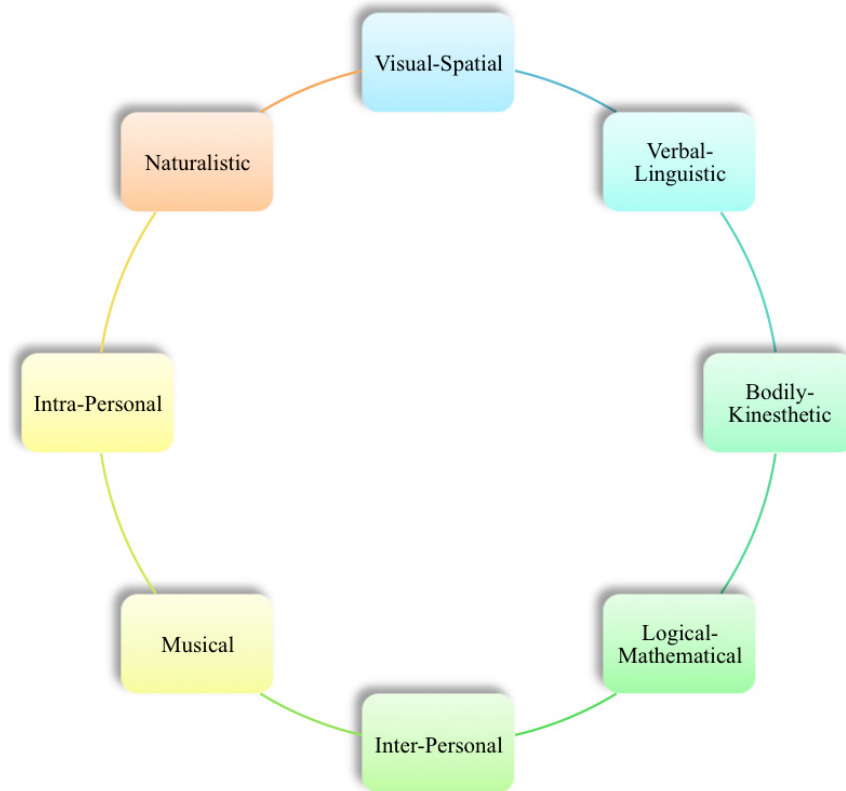 Visual-Spatial
Verbal-
Linguistic
Bodily-
Kinesthetic
Logical-
Mathematical
Inter-Personal
Musical
Intra-Personal
Naturalistic